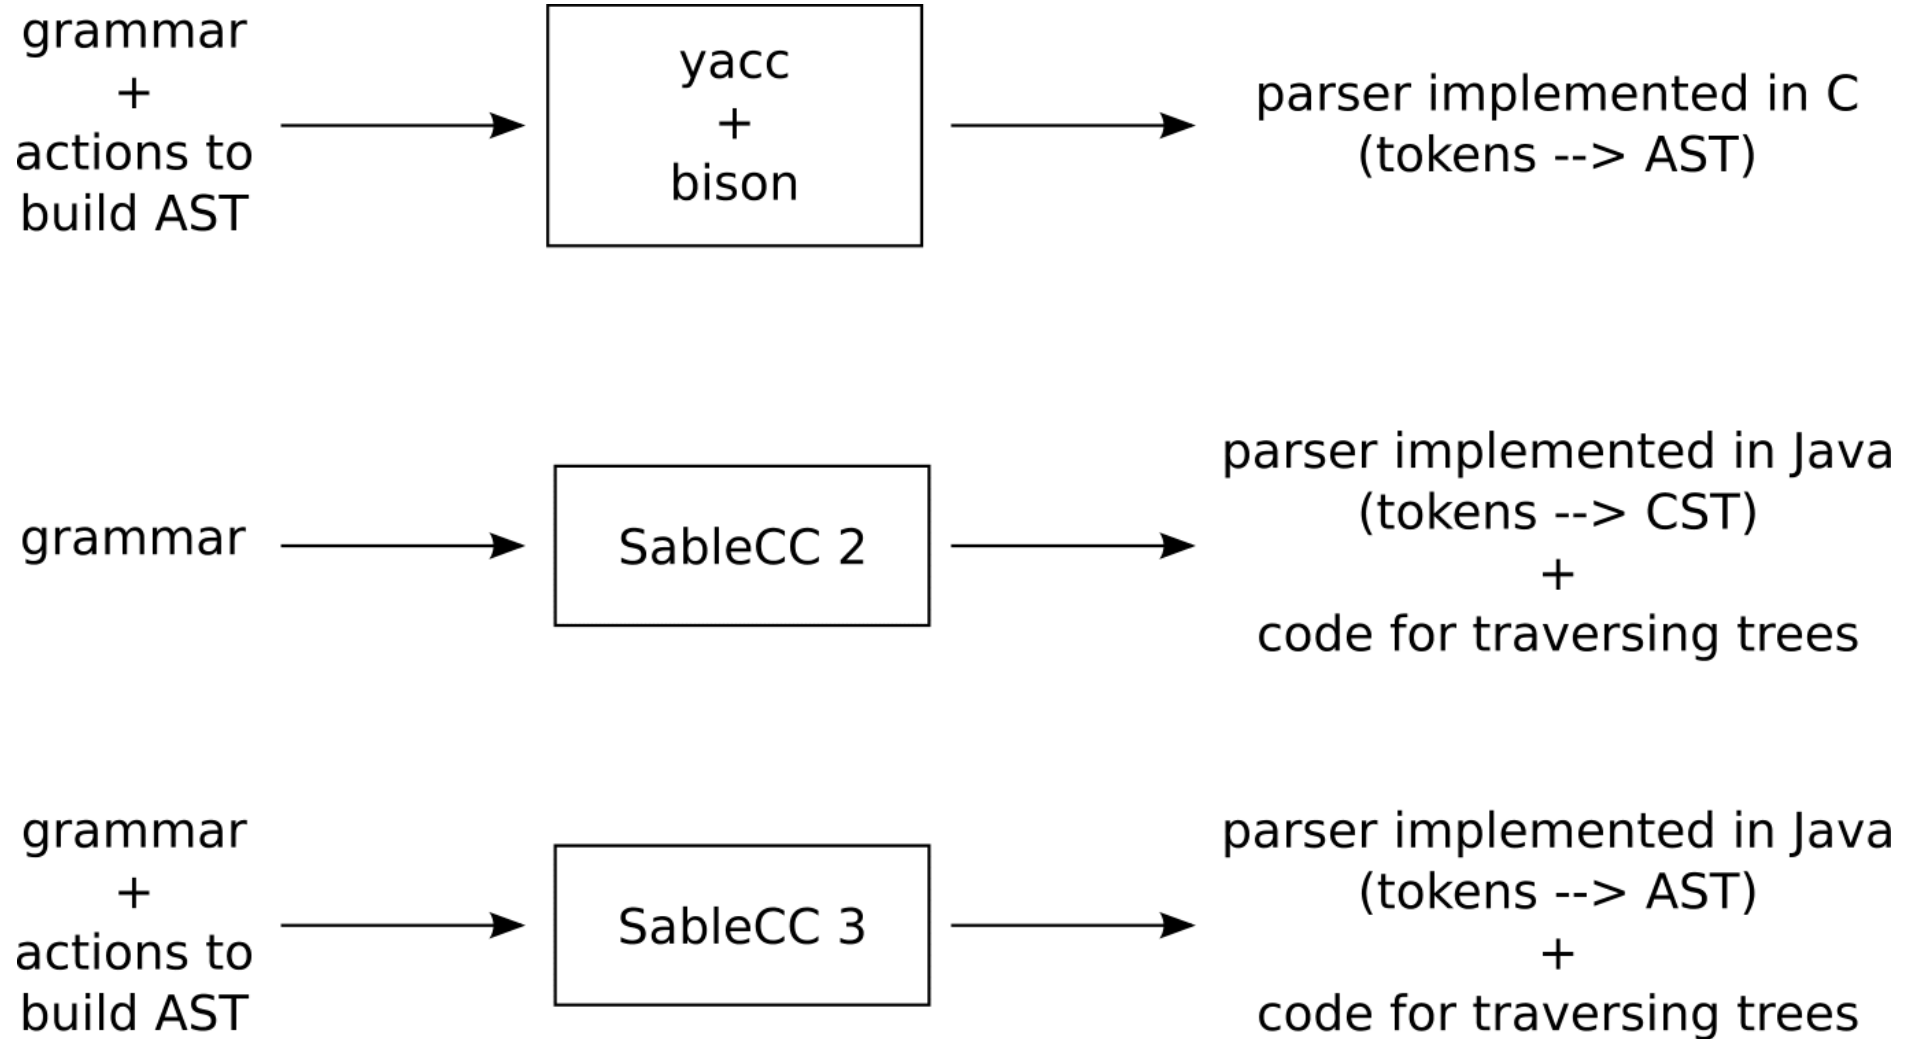 grammar
+
actions to
build AST
yacc
+
bison
parser implemented in C
(tokens --> AST)
grammar
SableCC 2
parser implemented in Java
(tokens --> CST)
+
code for traversing trees
grammar
+
actions to
build AST
SableCC 3
parser implemented in Java
(tokens --> AST)
+
code for traversing trees